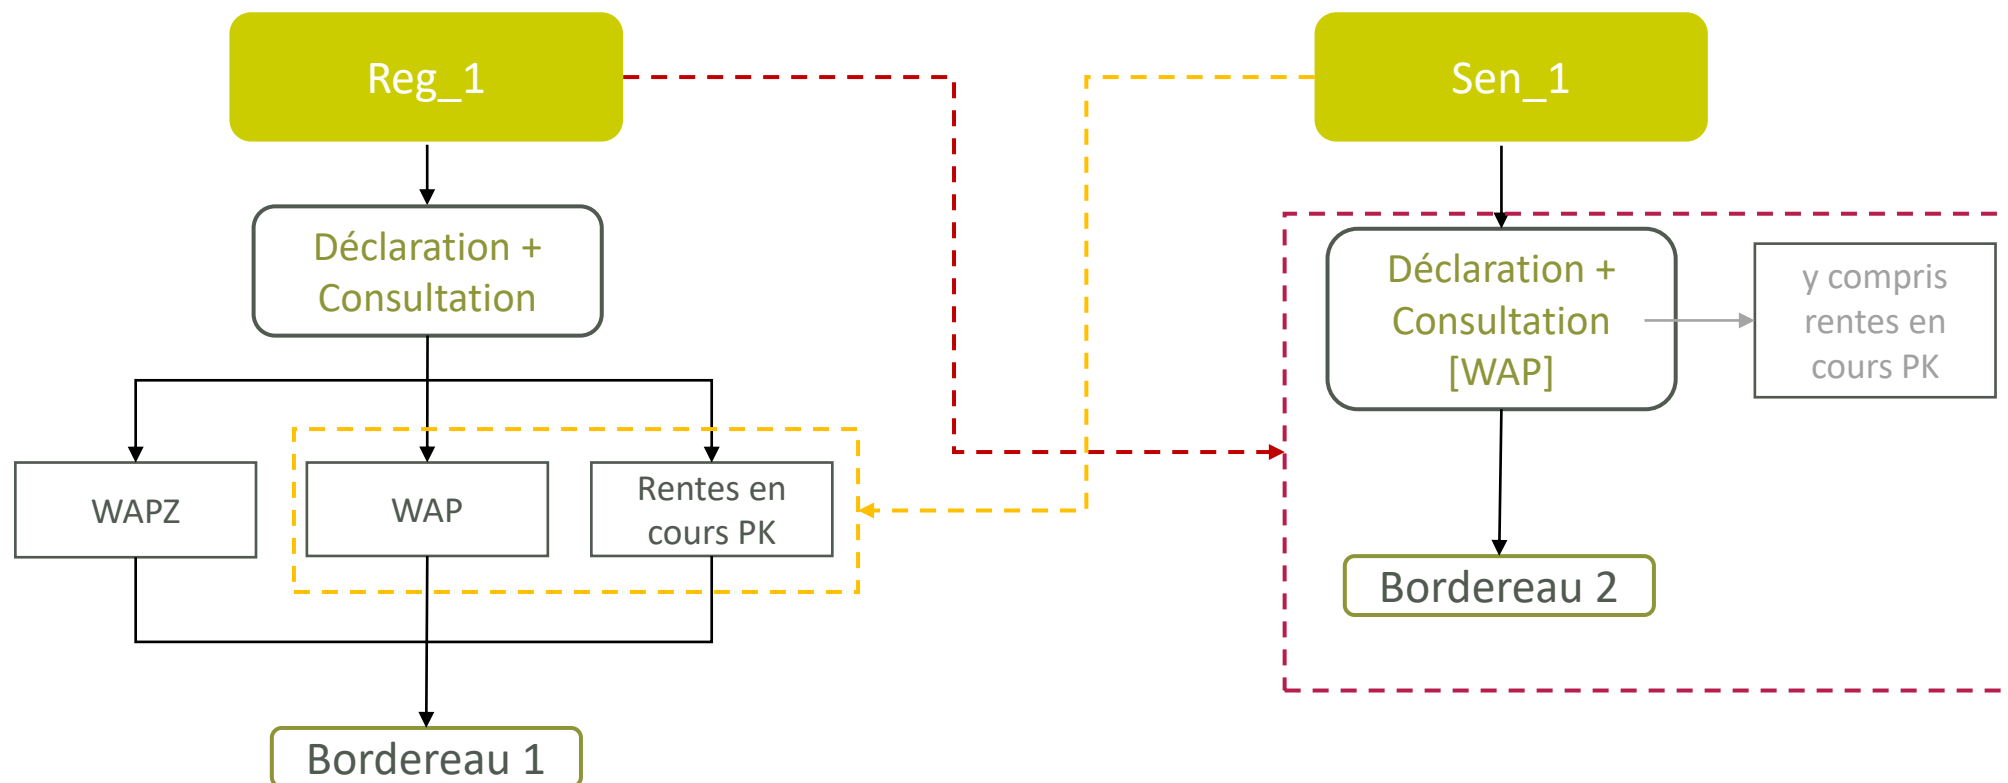 Reg_1
Sen_1
Déclaration +
Consultation
Déclaration +
Consultation
[WAP]
y compris
rentes en
cours PK
WAPZ
WAP
Rentes en
cours PK
Bordereau 2
Bordereau 1